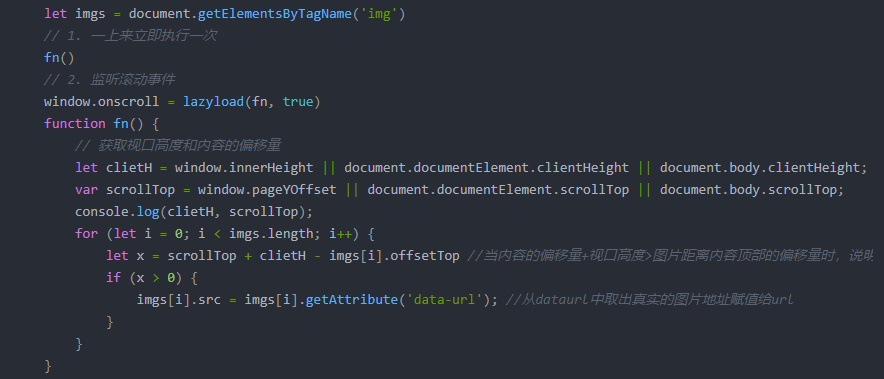 let imgs = document.getElementsByTagName('img')
// 1. 一上来立即执行一次
fn()
// 2. 监听滚动事件
window.onscroll = lazyload(fn, true)
function fn() {
// 获取视口高度和内容的偏移量
let clietH = window.innerHeight || document.documentElement.clientHeight || document.body.clientHeight;
var scrollTop = window.pageYOffset || document.documentElement.scrollTop || document.body.scrollTop;
console.log(clietH, scrollTop);
for (let i = 0; i < imgs.length; i++) {
let x = scrollTop + clietH - imgs[i].offsetTop //当内容的偏移量+视口高度>图片距离内容顶部的偏移量时，说明
if (x > 0) {
imgs[i].src = imgs[i].getAttribute('data-url'); //从dataurl中取出真实的图片地址赋值给url
}
}
}